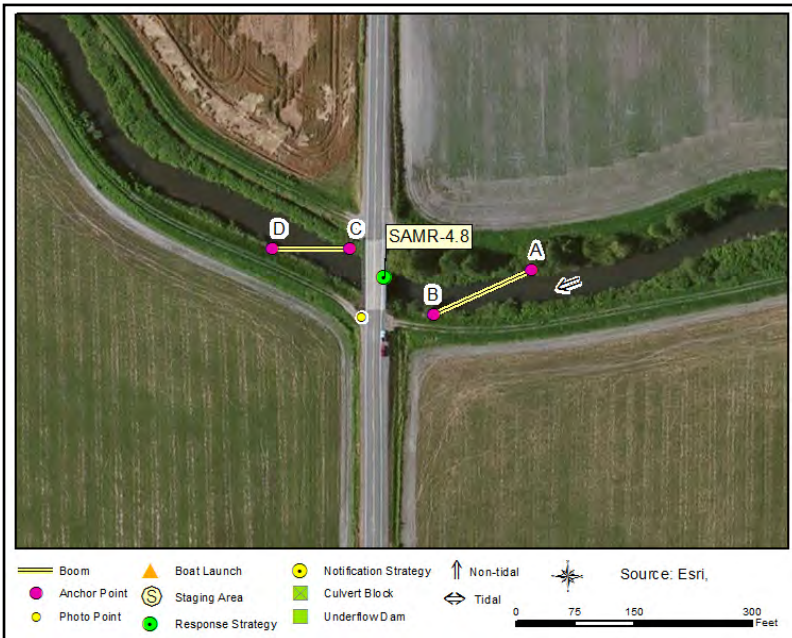 D
C
SAMR-4.8
A
B
Boom
Boat Launch
Notification Strategy
Non-tidal
Source: Esri,
Anchor Point
S
Staging Area
Culvert Block
Tidal
Photo Point
Response Strategy
Underflow Dam
0 75 150 300
Feet